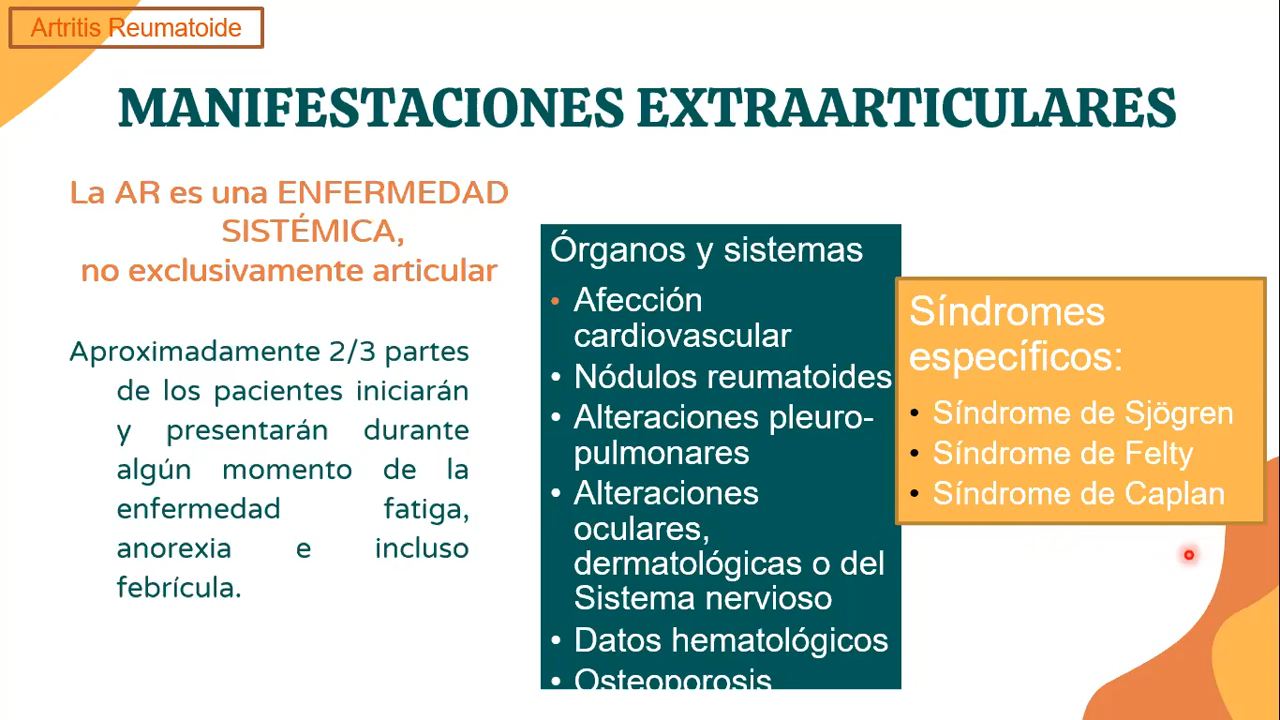 Artritis Reumatoide
MANIFESTACIONES EXTRAARTICULARES
La AR es una ENFERMEDAD
SISTÉMICA,
no exclusivamente articular
Aproximadamente 2/3 partes
de los pacientes iniciarán
y presentarán durante
algún momento de la
enfermedad fatiga,
anorexia e incluso
febrícula.
Órganos y sistemas
• Afección
cardiovascular
• Nódulos reumatoides
• Alteraciones pleuro-
pulmonares
• Alteraciones
oculares,
dermatológicas o del
Sistema nervioso
• Datos hematológicos
• Osteoporosis
Síndromes
específicos:
• Síndrome de Sjögren
• Síndrome de Felty
• Síndrome de Caplan